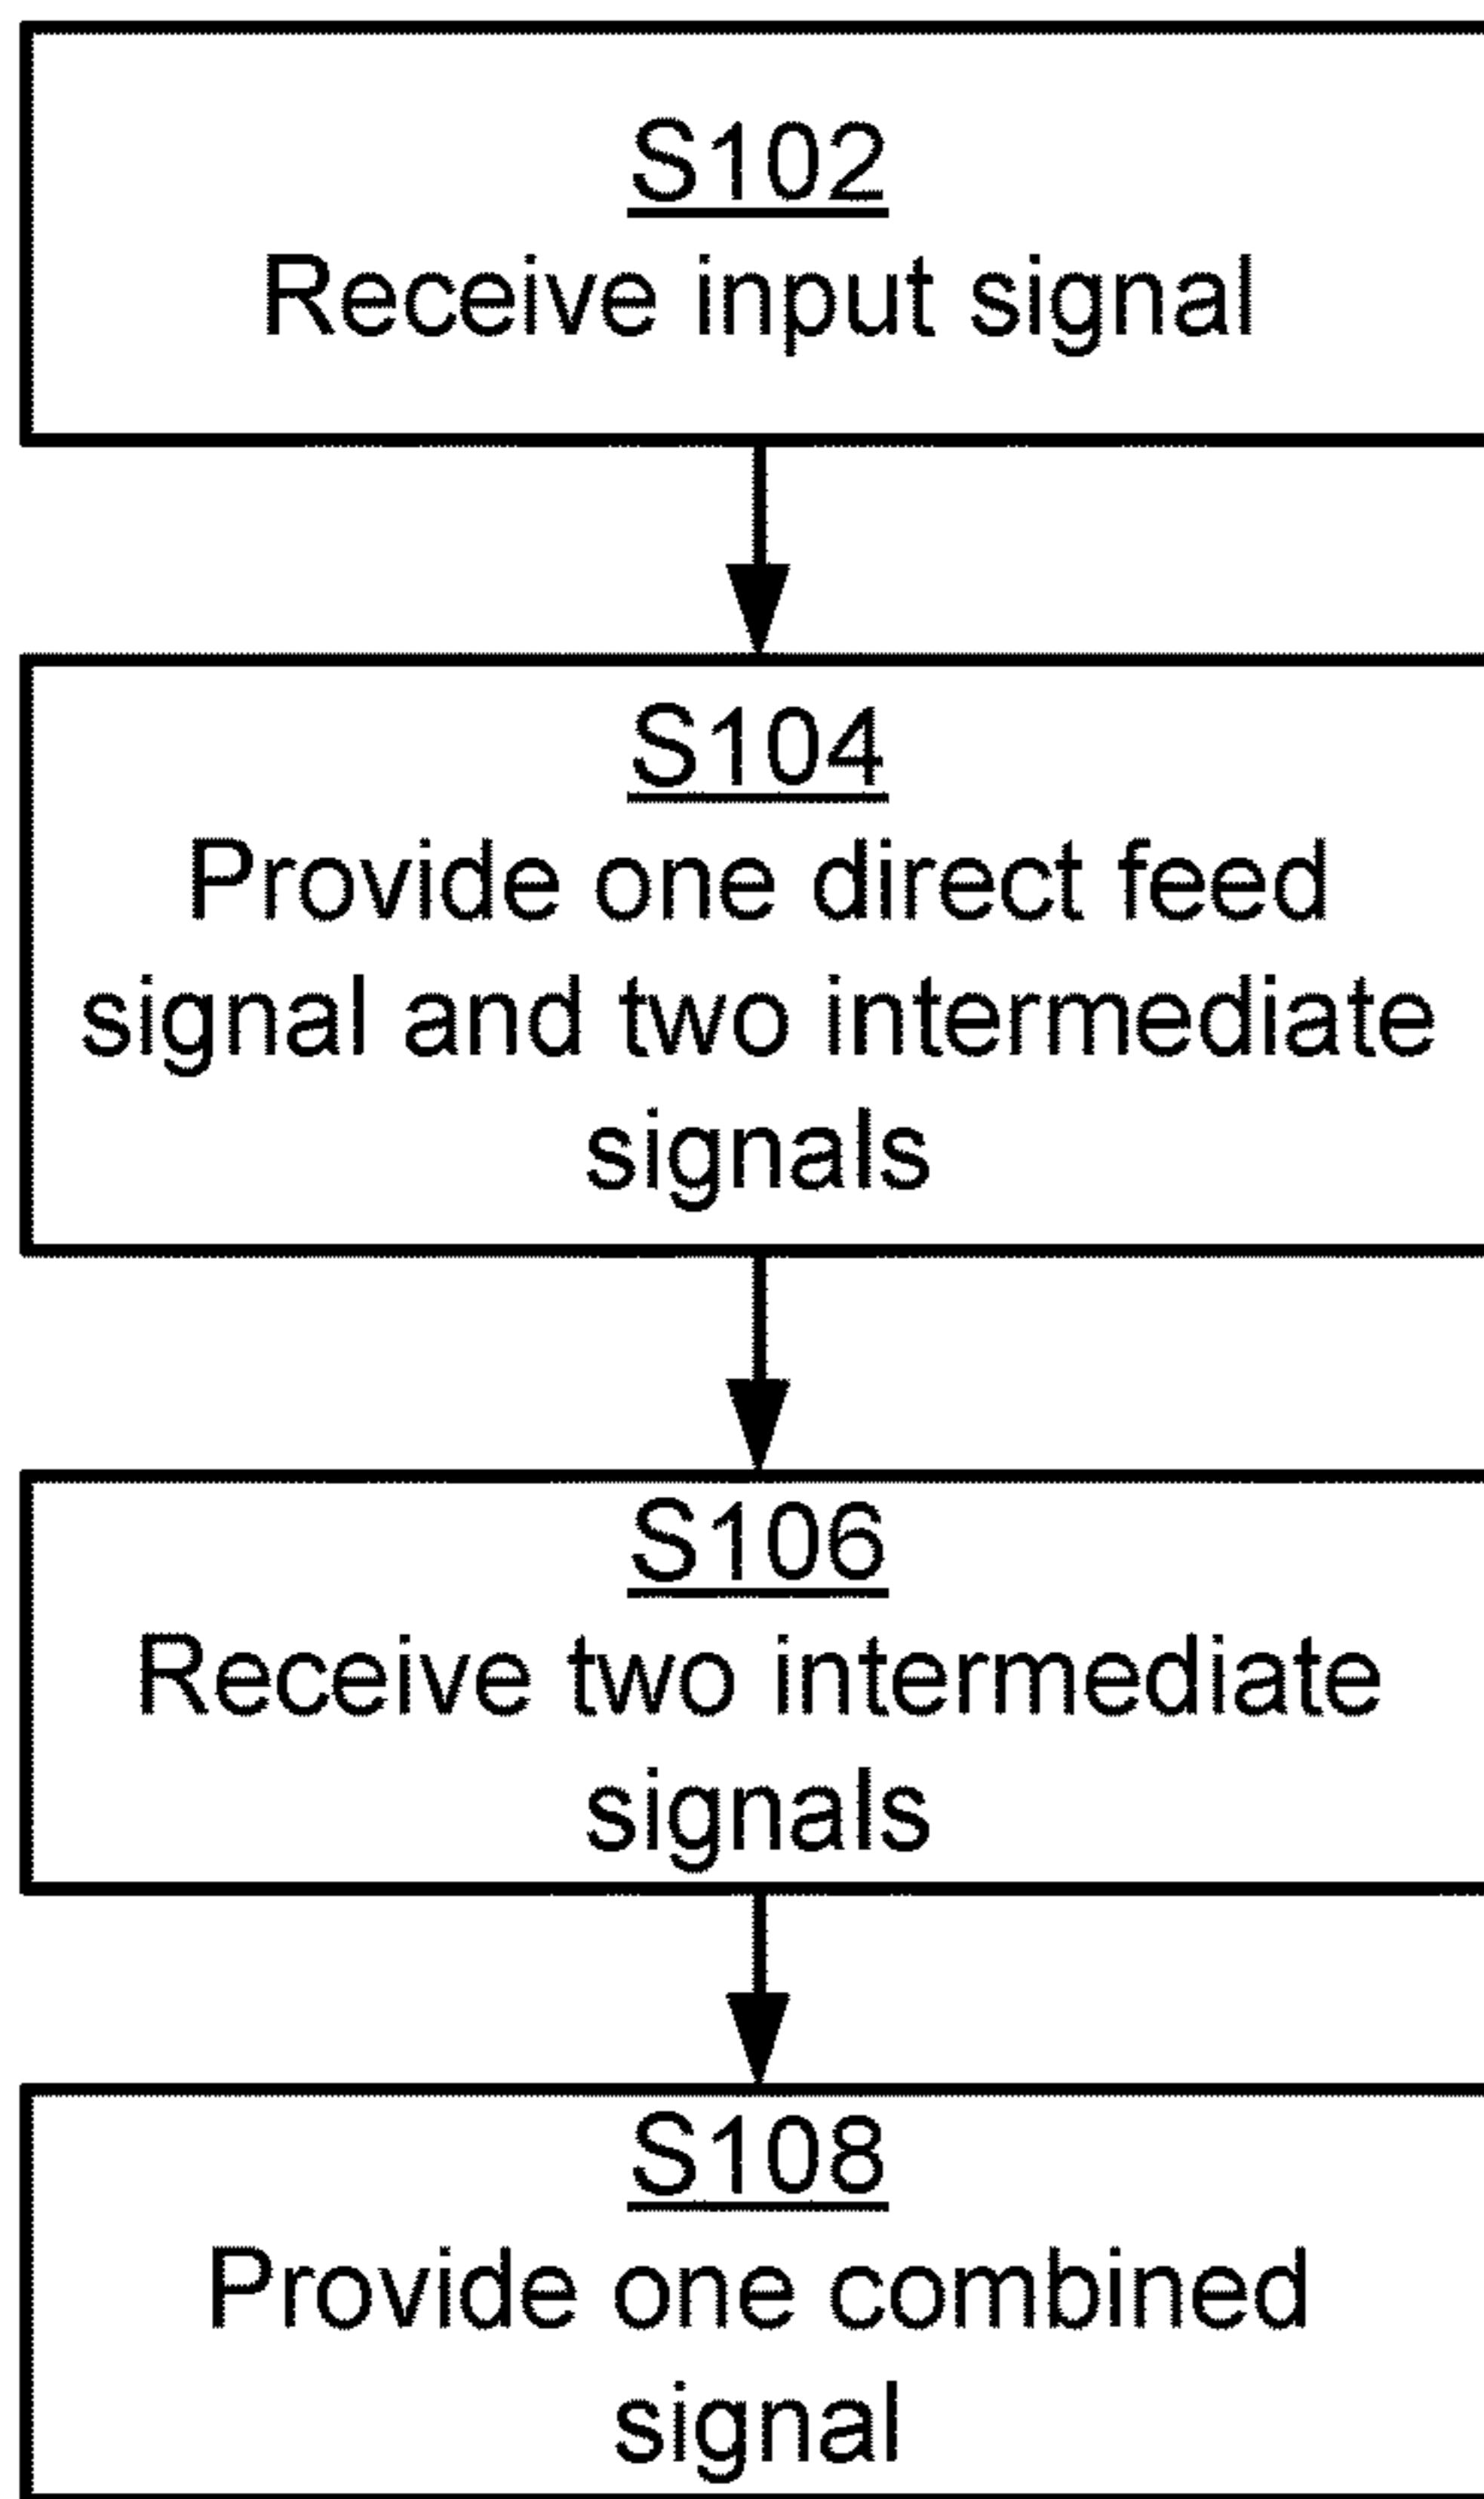 S102
Receive input signal
S104
Provide one direct feed
signal and two intermediate
signals
S106
Receive two intermediate
signals
S108
Provide one combined
signal